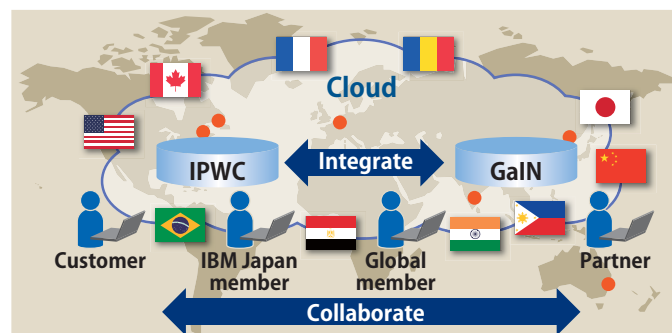 Cloud
IPWC
Integrate
GaIN
Customer
IBM Japan
member
Global
member
Partner
Collaborate